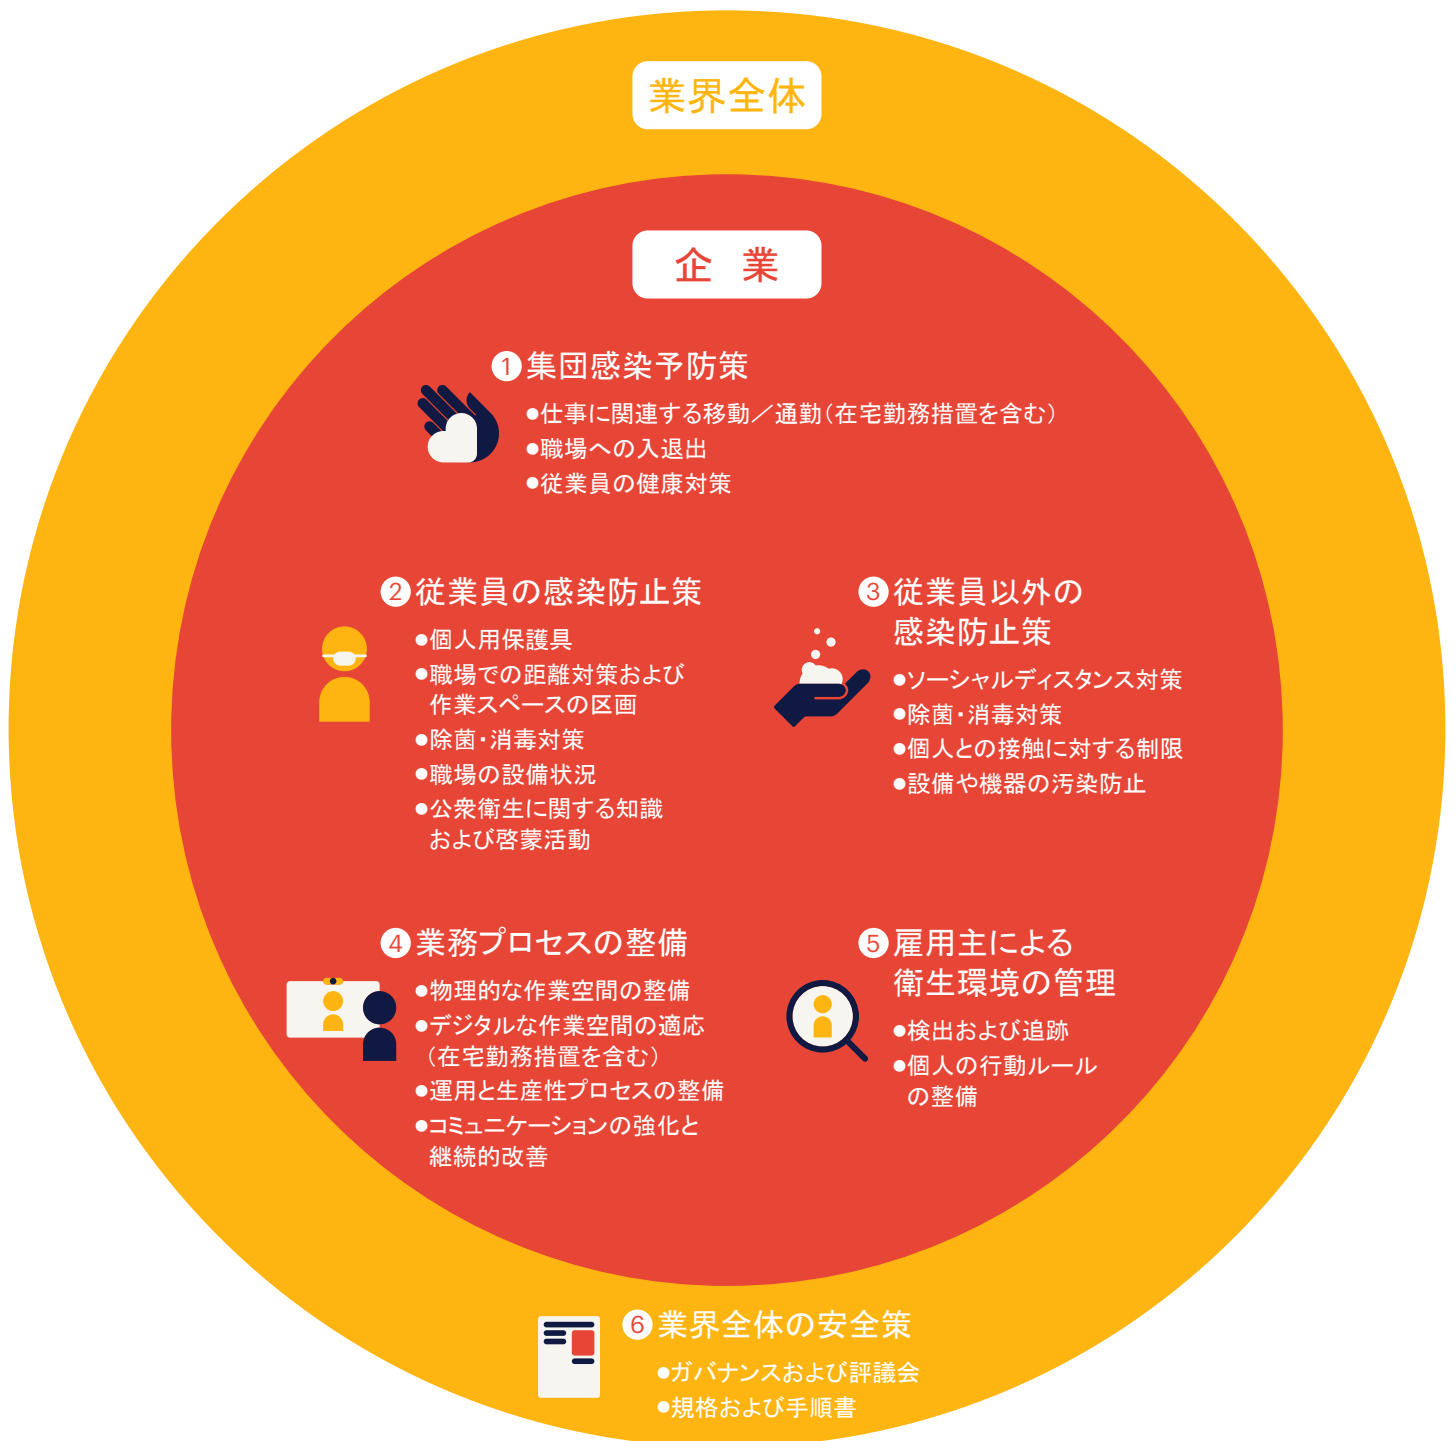 業界全体
企業
1 集団感染予防策
●仕事に関連する移動／通勤（在宅勤務措置を含む）
●職場への入退出
●従業員の健康対策
2 従業員の感染防止策
●個人用保護具
●職場での距離対策および
作業スペースの区画
●除菌・消毒対策
●職場の設備状況
●公衆衛生に関する知識
および啓蒙活動
3 従業員以外の
感染防止策
●ソーシャルディスタンス対策
●除菌・消毒対策
●個人との接触に対する制限
●設備や機器の汚染防止
4 業務プロセスの整備
●物理的な作業空間の整備
●デジタルな作業空間の適応
（在宅勤務措置を含む）
●運用と生産性プロセスの整備
●コミュニケーションの強化と
継続的改善
5 雇用主による
衛生環境の管理
●検出および追跡
●個人の行動ルール
の整備
6 業界全体の安全策
●ガバナンスおよび評議会
●規格および手順書